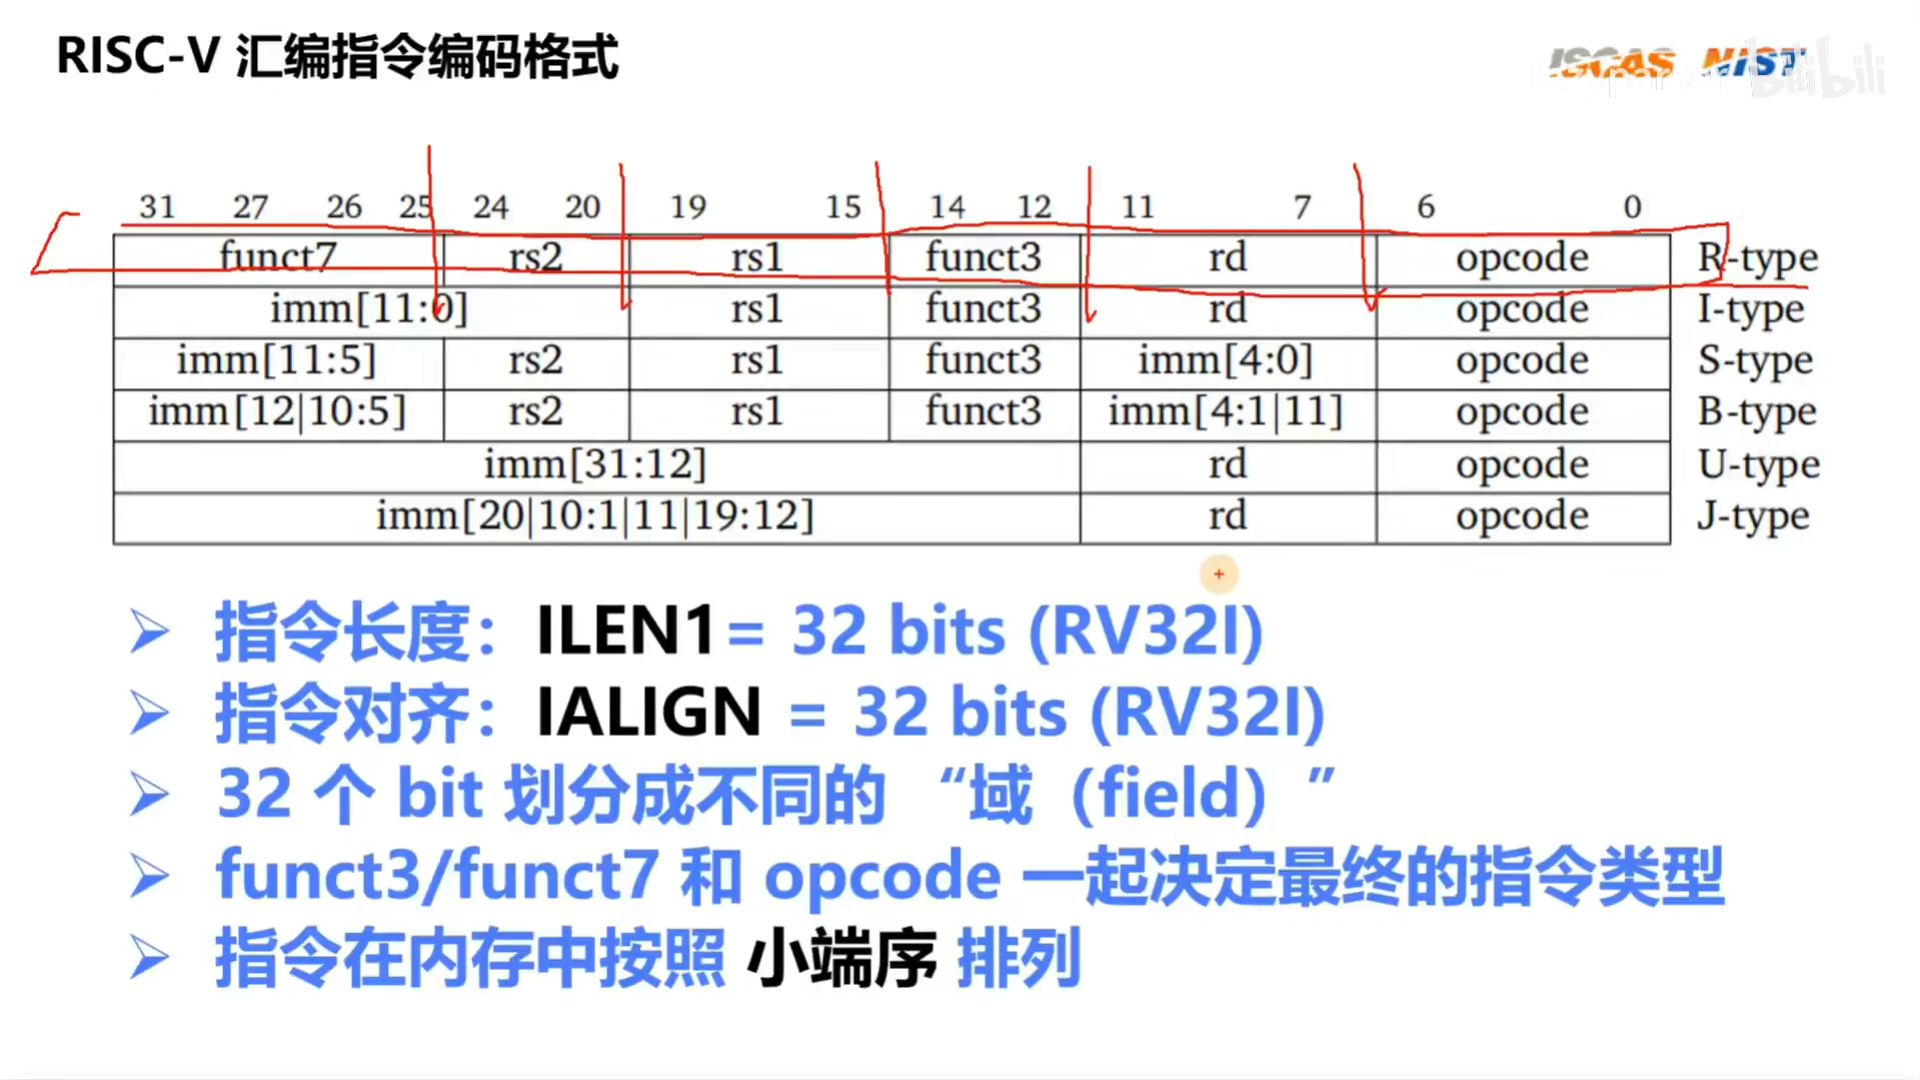 RISC-V 汇编指令编码格式
ISCAS NIST
bilibili
31 27 26 25 24 20 19 15 14 12 11 7 6 0
funct7 rs2 rs1 funct3 rd opcode R-type
imm[11:0] rs1 funct3 rd opcode I-type
imm[11:5] rs2 rs1 funct3 imm[4:0] opcode S-type
imm[12|10:5] rs2 rs1 funct3 imm[4:1|11] opcode B-type
imm[31:12] rd opcode U-type
imm[20|10:1|11|19:12] rd opcode J-type
指令长度：ILEN1= 32 bits (RV32I)
指令对齐：IALIGN = 32 bits (RV32I)
32 个 bit 划分成不同的 “域（field）”
funct3/funct7 和 opcode 一起决定最终的指令类型
指令在内存中按照 小端序 排列